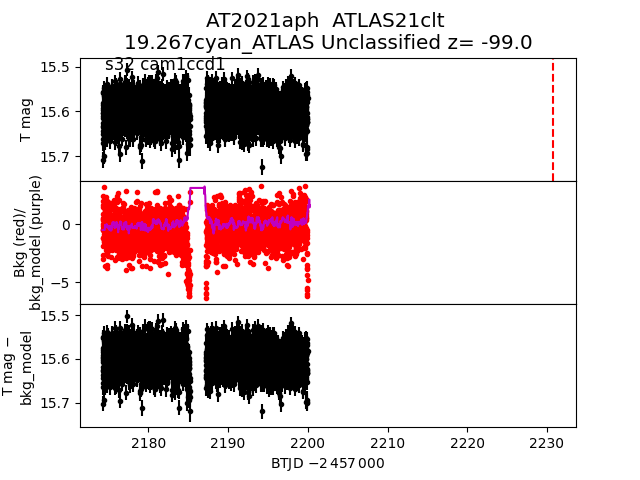 AT2021aph  ATLAS21clt
19.267cyan_ATLAS Unclassified z= -99.0
s32 cam1ccd1
15.5
15.6
15.7
T mag
0
−5
Bkg (red)/
bkg_model (purple)
15.5
15.6
15.7
T mag −
bkg_model
2180 2190 2200 2210 2220 2230
BTJD −2 457 000